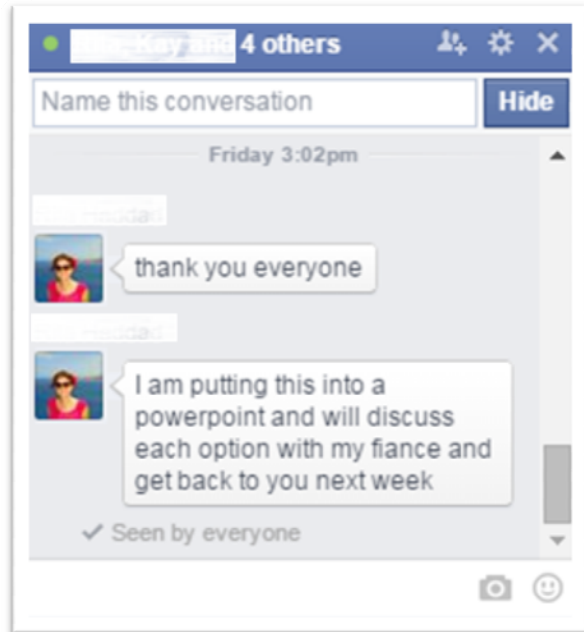 4 others
Name this conversation
Hide
Friday 3:02pm
thank you everyone
I am putting this into a
powerpoint and will discuss
each option with my fiance and
get back to you next week
Seen by everyone